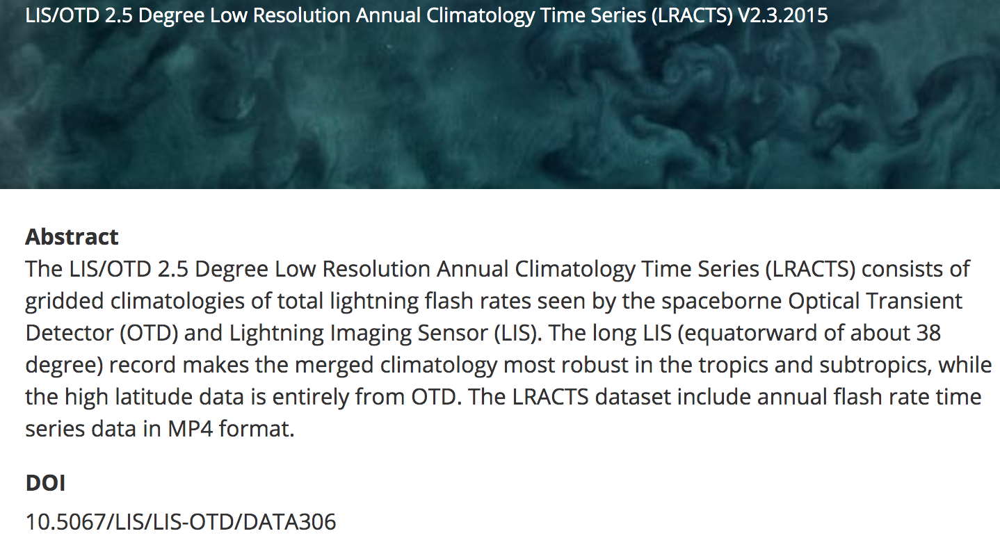 LIS/OTD 2.5 Degree Low Resolution Annual Climatology Time Series (LRACTS) V2.3.2015
Abstract
The LIS/OTD 2.5 Degree Low Resolution Annual Climatology Time Series (LRACTS) consists of
gridded climatologies of total lightning flash rates seen by the spaceborne Optical Transient
Detector (OTD) and Lightning Imaging Sensor (LIS). The long LIS (equatorward of about 38
degree) record makes the merged climatology most robust in the tropics and subtropics, while
the high latitude data is entirely from OTD. The LRACTS dataset include annual flash rate time
series data in MP4 format.
DOI
10.5067/LIS/LIS-OTD/DATA306